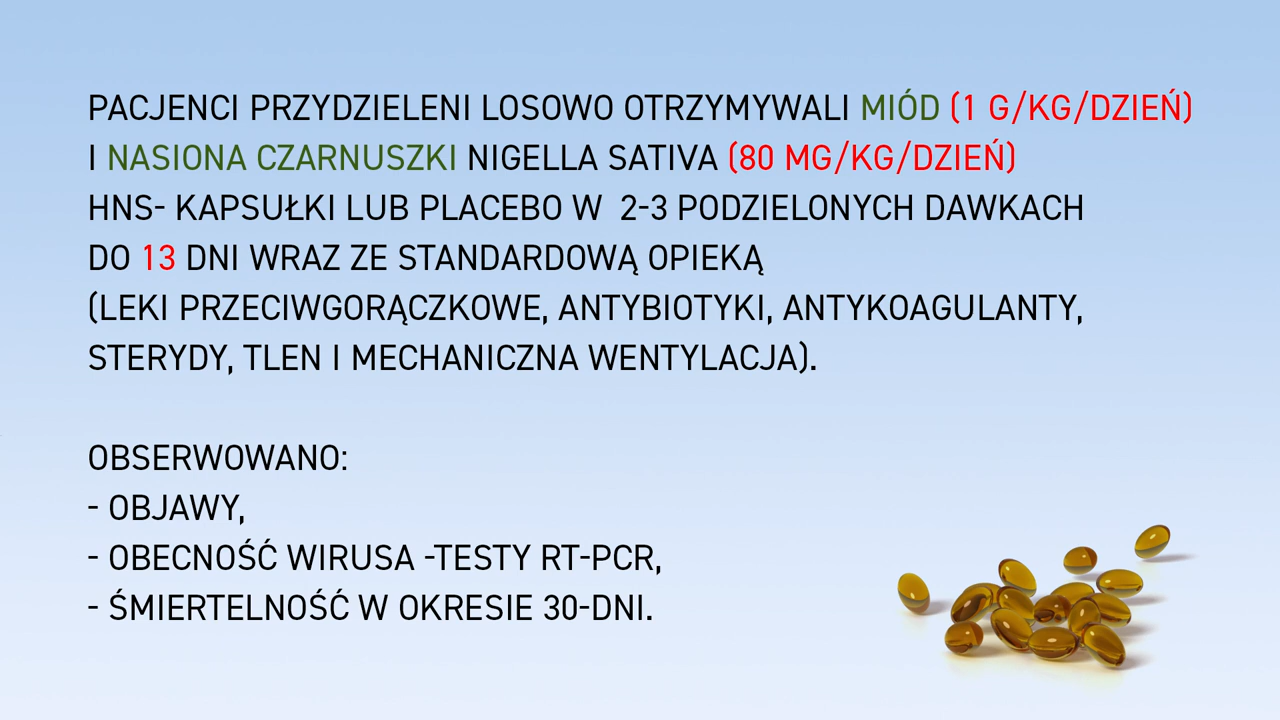 PACJENCI PRZYDZIELENI LOSOWO OTRZYMYWALI MIÓD (1 G/KG/DZIEŃ)
I NASIONA CZARNUSZKI NIGELLA SATIVA (80 MG/KG/DZIEŃ)
HNS- KAPSUŁKI LUB PLACEBO W 2-3 PODZIELONYCH DAWKACH
DO 13 DNI WRAZ ZE STANDARDOWĄ OPIEKĄ
(LEKI PRZECIWGORĄCZKOWE, ANTYBIOTYKI, ANTYKOAGULANTY,
STERYDY, TLEN I MECHANICZNA WENTYLACJA).
OBSERWOWANO:
- OBJAWY,
- OBECNOŚĆ WIRUSA -TESTY RT-PCR,
- ŚMIERTELNOŚĆ W OKRESIE 30-DNI.